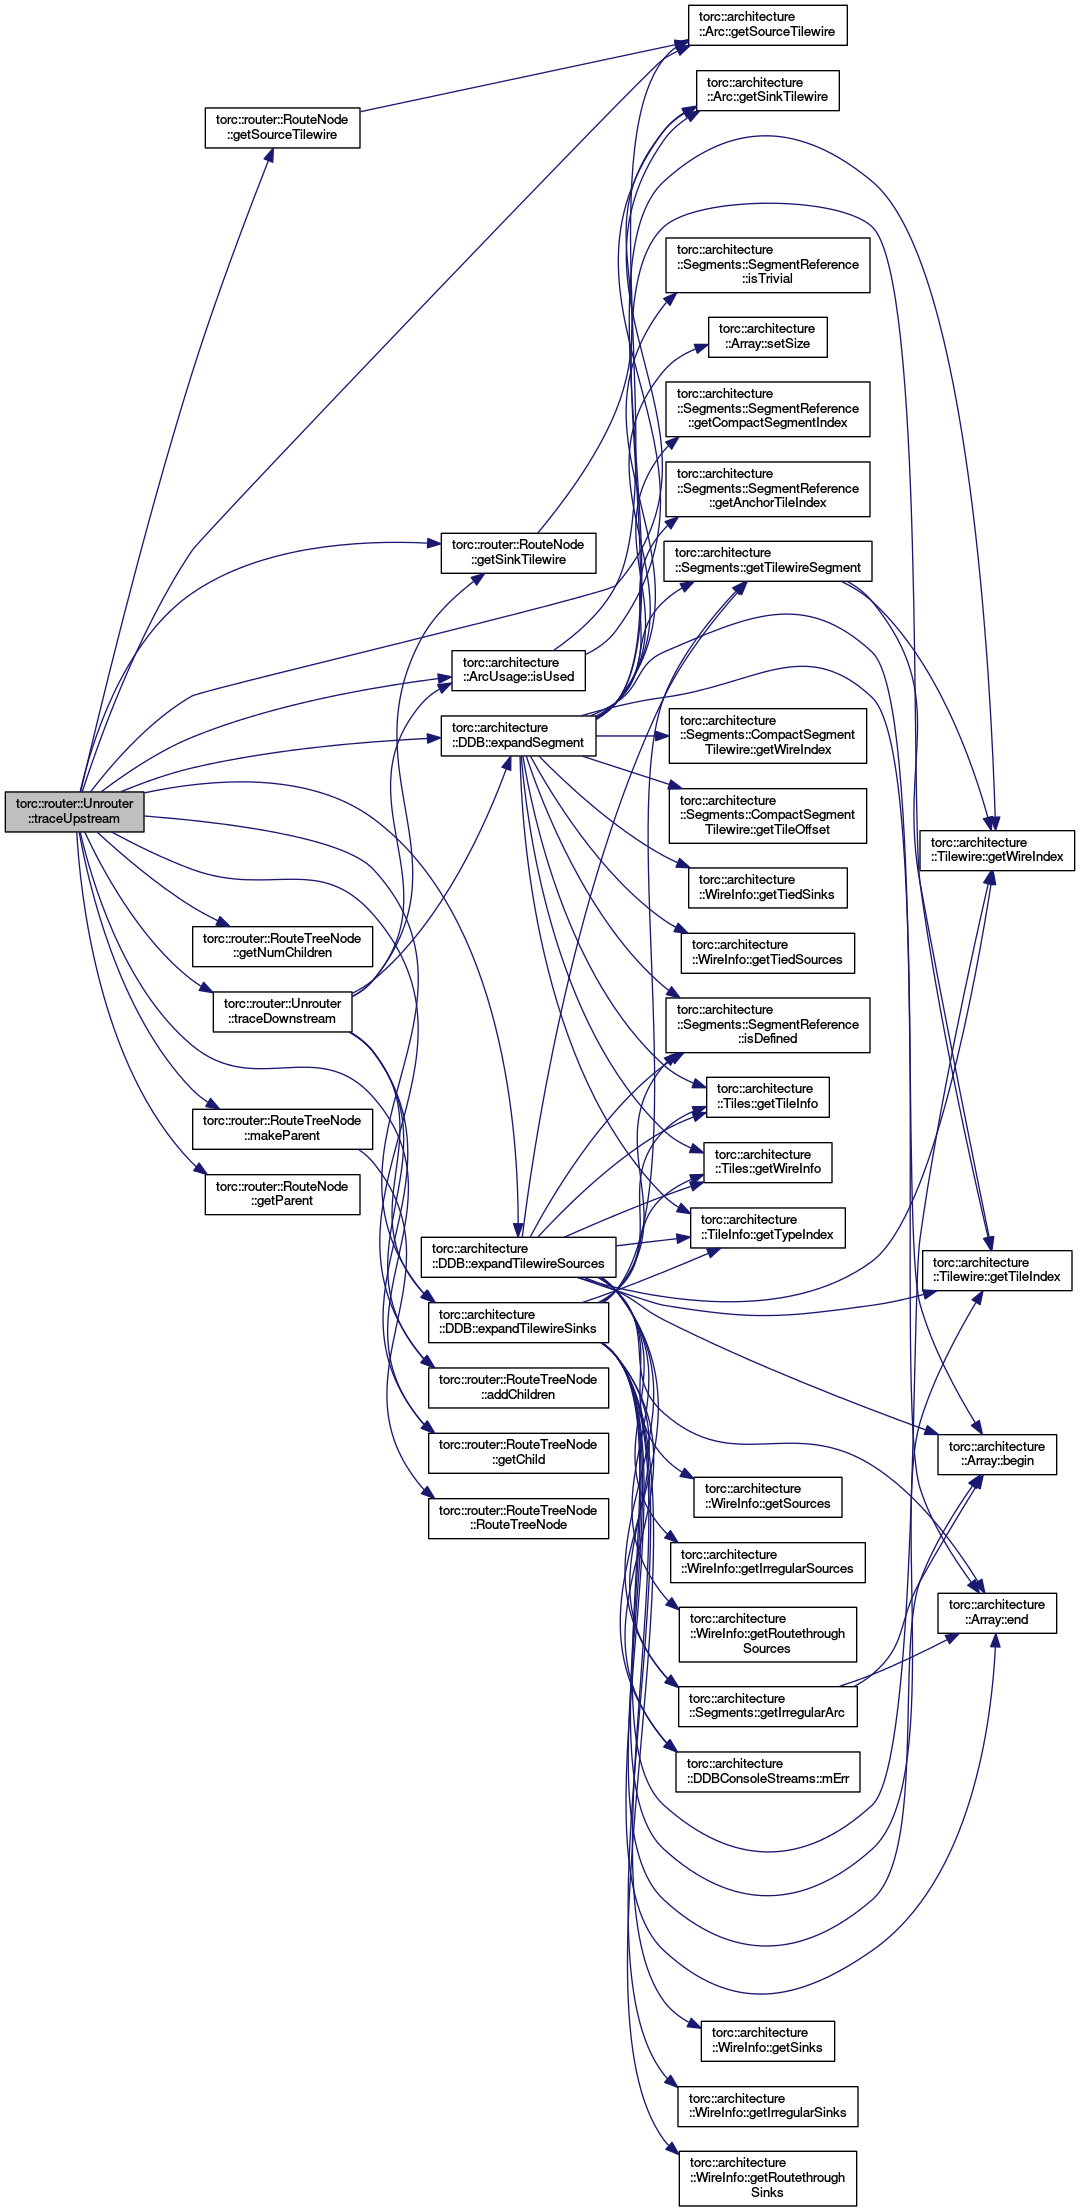 torc::architecture
::Arc::getSourceTilewire
torc::architecture
::Arc::getSinkTilewire
torc::router::RouteNode
::getSourceTilewire
torc::architecture
::Segments::SegmentReference
::isTrivial
torc::architecture
::Array::setSize
torc::architecture
::Segments::SegmentReference
::getCompactSegmentIndex
torc::architecture
::Segments::SegmentReference
::getAnchorTileIndex
torc::router::RouteNode
::getSinkTilewire
torc::architecture
::Segments::getTilewireSegment
torc::architecture
::ArcUsage::isUsed
torc::architecture
::DDB::expandSegment
torc::architecture
::Segments::CompactSegment
Tilewire::getWireIndex
torc::architecture
::Segments::CompactSegment
Tilewire::getTileOffset
torc::router::Unrouter
::traceUpstream
torc::architecture
::Tilewire::getWireIndex
torc::architecture
::WireInfo::getTiedSinks
torc::router::RouteTreeNode
::getNumChildren
torc::architecture
::WireInfo::getTiedSources
torc::router::Unrouter
::traceDownstream
torc::architecture
::Segments::SegmentReference
::isDefined
torc::architecture
::Tiles::getTileInfo
torc::router::RouteTreeNode
::makeParent
torc::architecture
::Tiles::getWireInfo
torc::router::RouteNode
::getParent
torc::architecture
::TileInfo::getTypeIndex
torc::architecture
::DDB::expandTilewireSources
torc::architecture
::Tilewire::getTileIndex
torc::architecture
::DDB::expandTilewireSinks
torc::router::RouteTreeNode
::addChildren
torc::router::RouteTreeNode
::getChild
torc::architecture
::Array::begin
torc::architecture
::WireInfo::getSources
torc::router::RouteTreeNode
::RouteTreeNode
torc::architecture
::WireInfo::getIrregularSources
torc::architecture
::Array::end
torc::architecture
::WireInfo::getRoutethrough
Sources
torc::architecture
::Segments::getIrregularArc
torc::architecture
::DDBConsoleStreams::mErr
torc::architecture
::WireInfo::getSinks
torc::architecture
::WireInfo::getIrregularSinks
torc::architecture
::WireInfo::getRoutethrough
Sinks